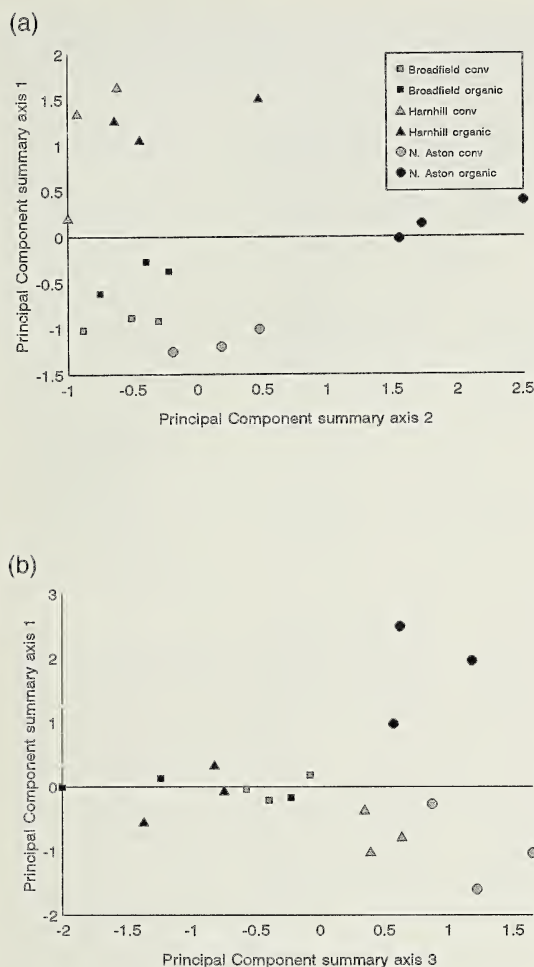 (a)
Principal Component summary axis 1
2
1.5
1
0.5
0
-0.5
-1
-1.5
Broadfield conv
Broadfield organic
Harnhill conv
Harnhill organic
N. Aston conv
N. Aston organic
-1
-0.5
0
0.5
1
1.5
2
2.5
Principal Component summary axis 2
(b)
Principal Component summary axis 1
3
2
1
0
-1
-2
-2
-1.5
-1
-0.5
0
0.5
1
1.5
Principal Component summary axis 3